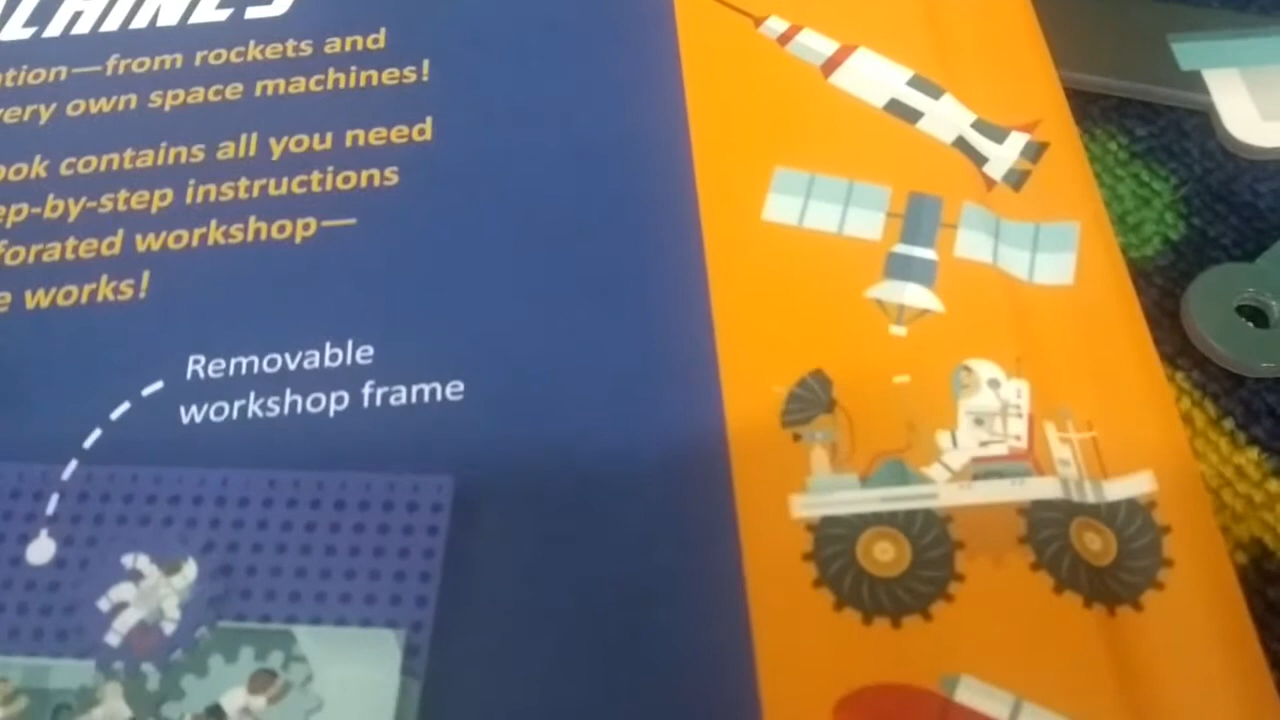 ACHINES
ation—from rockets and
very own space machines!
ook contains all you need
ep-by-step instructions
forated workshop—
e works!
Removable
workshop frame